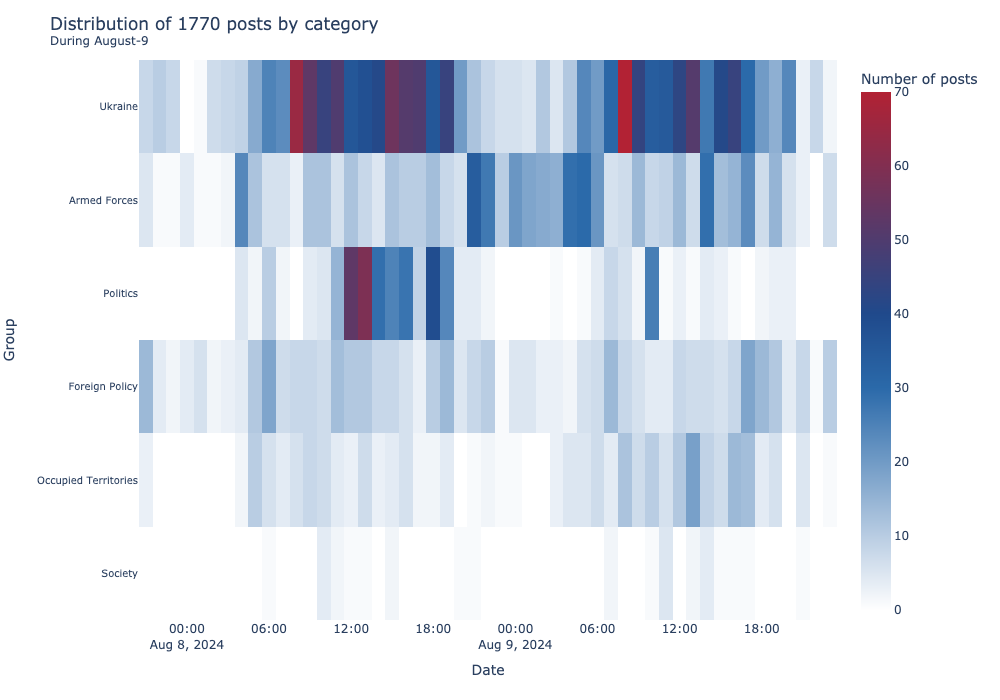 Distribution of 1770 posts by category
During August-9
Number of posts
70
60
50
40
30
20
10
0
Group
Ukraine
Armed Forces
Politics
Foreign Policy
Occupied Territories
Society
00:00 06:00 12:00 18:00 00:00 06:00 12:00 18:00
Aug 8, 2024 Aug 9, 2024
Date